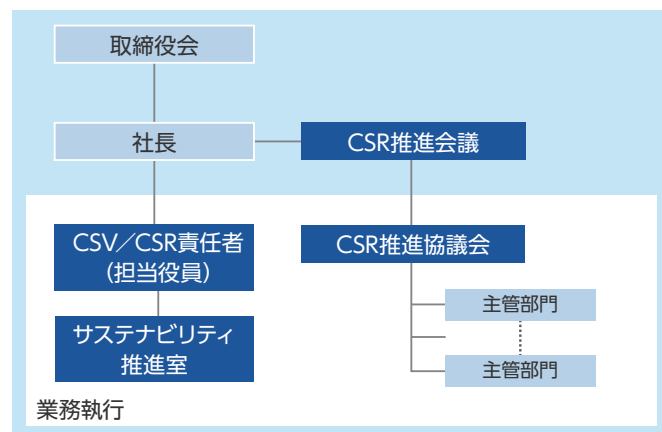 取締役会
社長
CSR推進会議
CSV／CSR責任者
（担当役員）
CSR推進協議会
サステナビリティ
推進室
主管部門
主管部門
業務執行